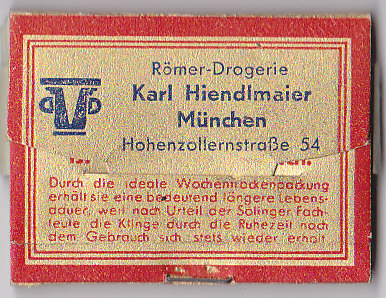 Römer-Drogerie
Karl Hiendlmaier
München
Hohenzollernstraße 54
Durch die ideale Wochentrockenpackung
erhält sie eine bedeutend längere Lebens-
dauer, weil nach Urteil der Solinger Fach-
leute die Klinge durch die Ruhezeit nach
dem Gebrauch sich stets wieder erholt